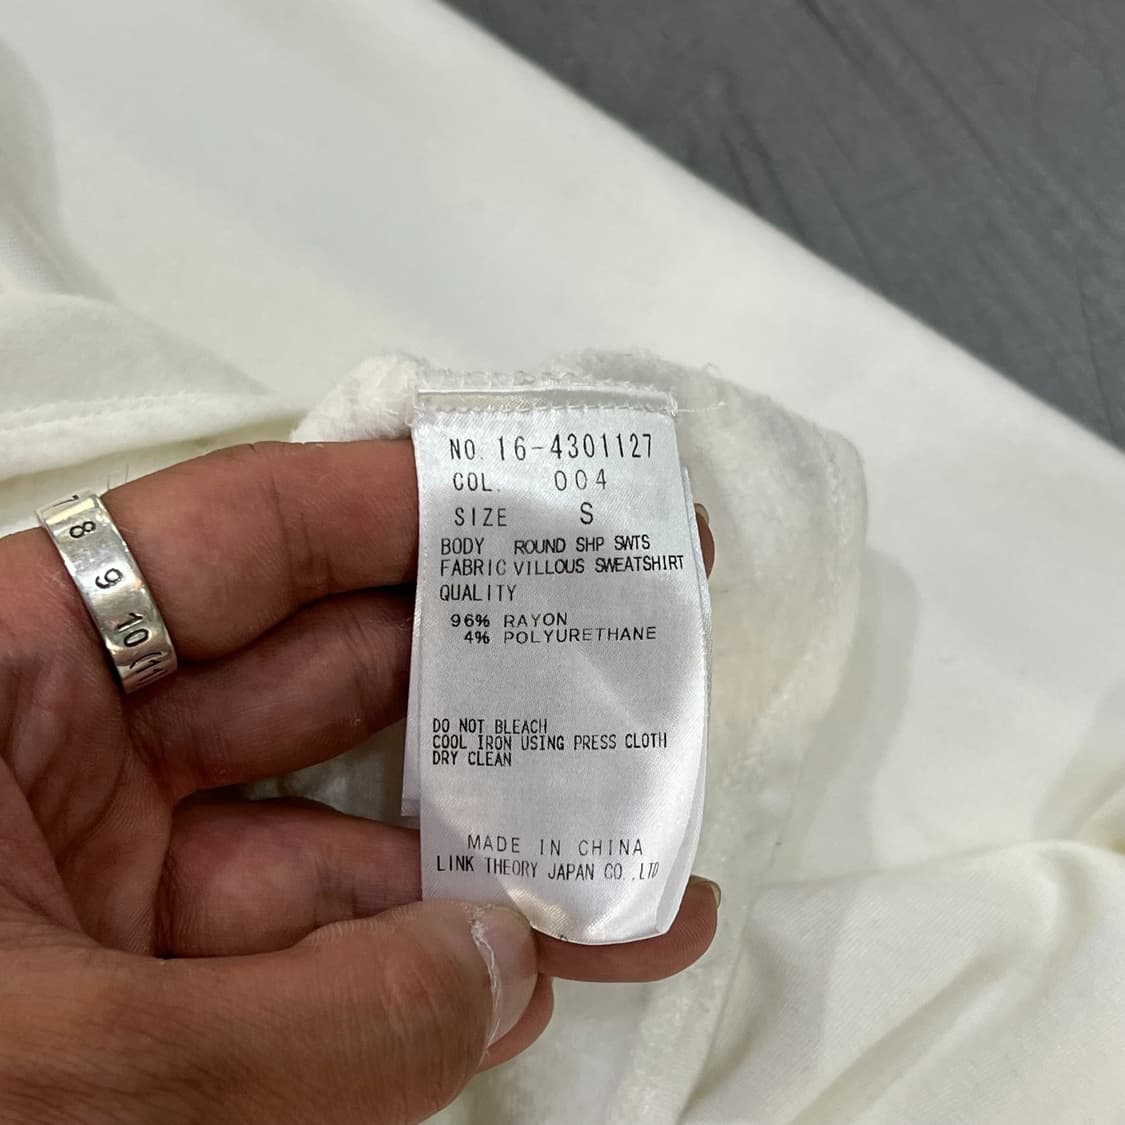 NO. 16-4301127
COL. 004
SIZE S
BODY ROUND SHP SWTS
FABRIC VILLOUS SWEATSHIRT
QUALITY
96% RAYON
4% POLYURETHANE
DO NOT BLEACH
COOL IRON USING PRESS CLOTH
DRY CLEAN
MADE IN CHINA
LINK THEORY JAPAN CO.,LTD
7 8 9 10 11